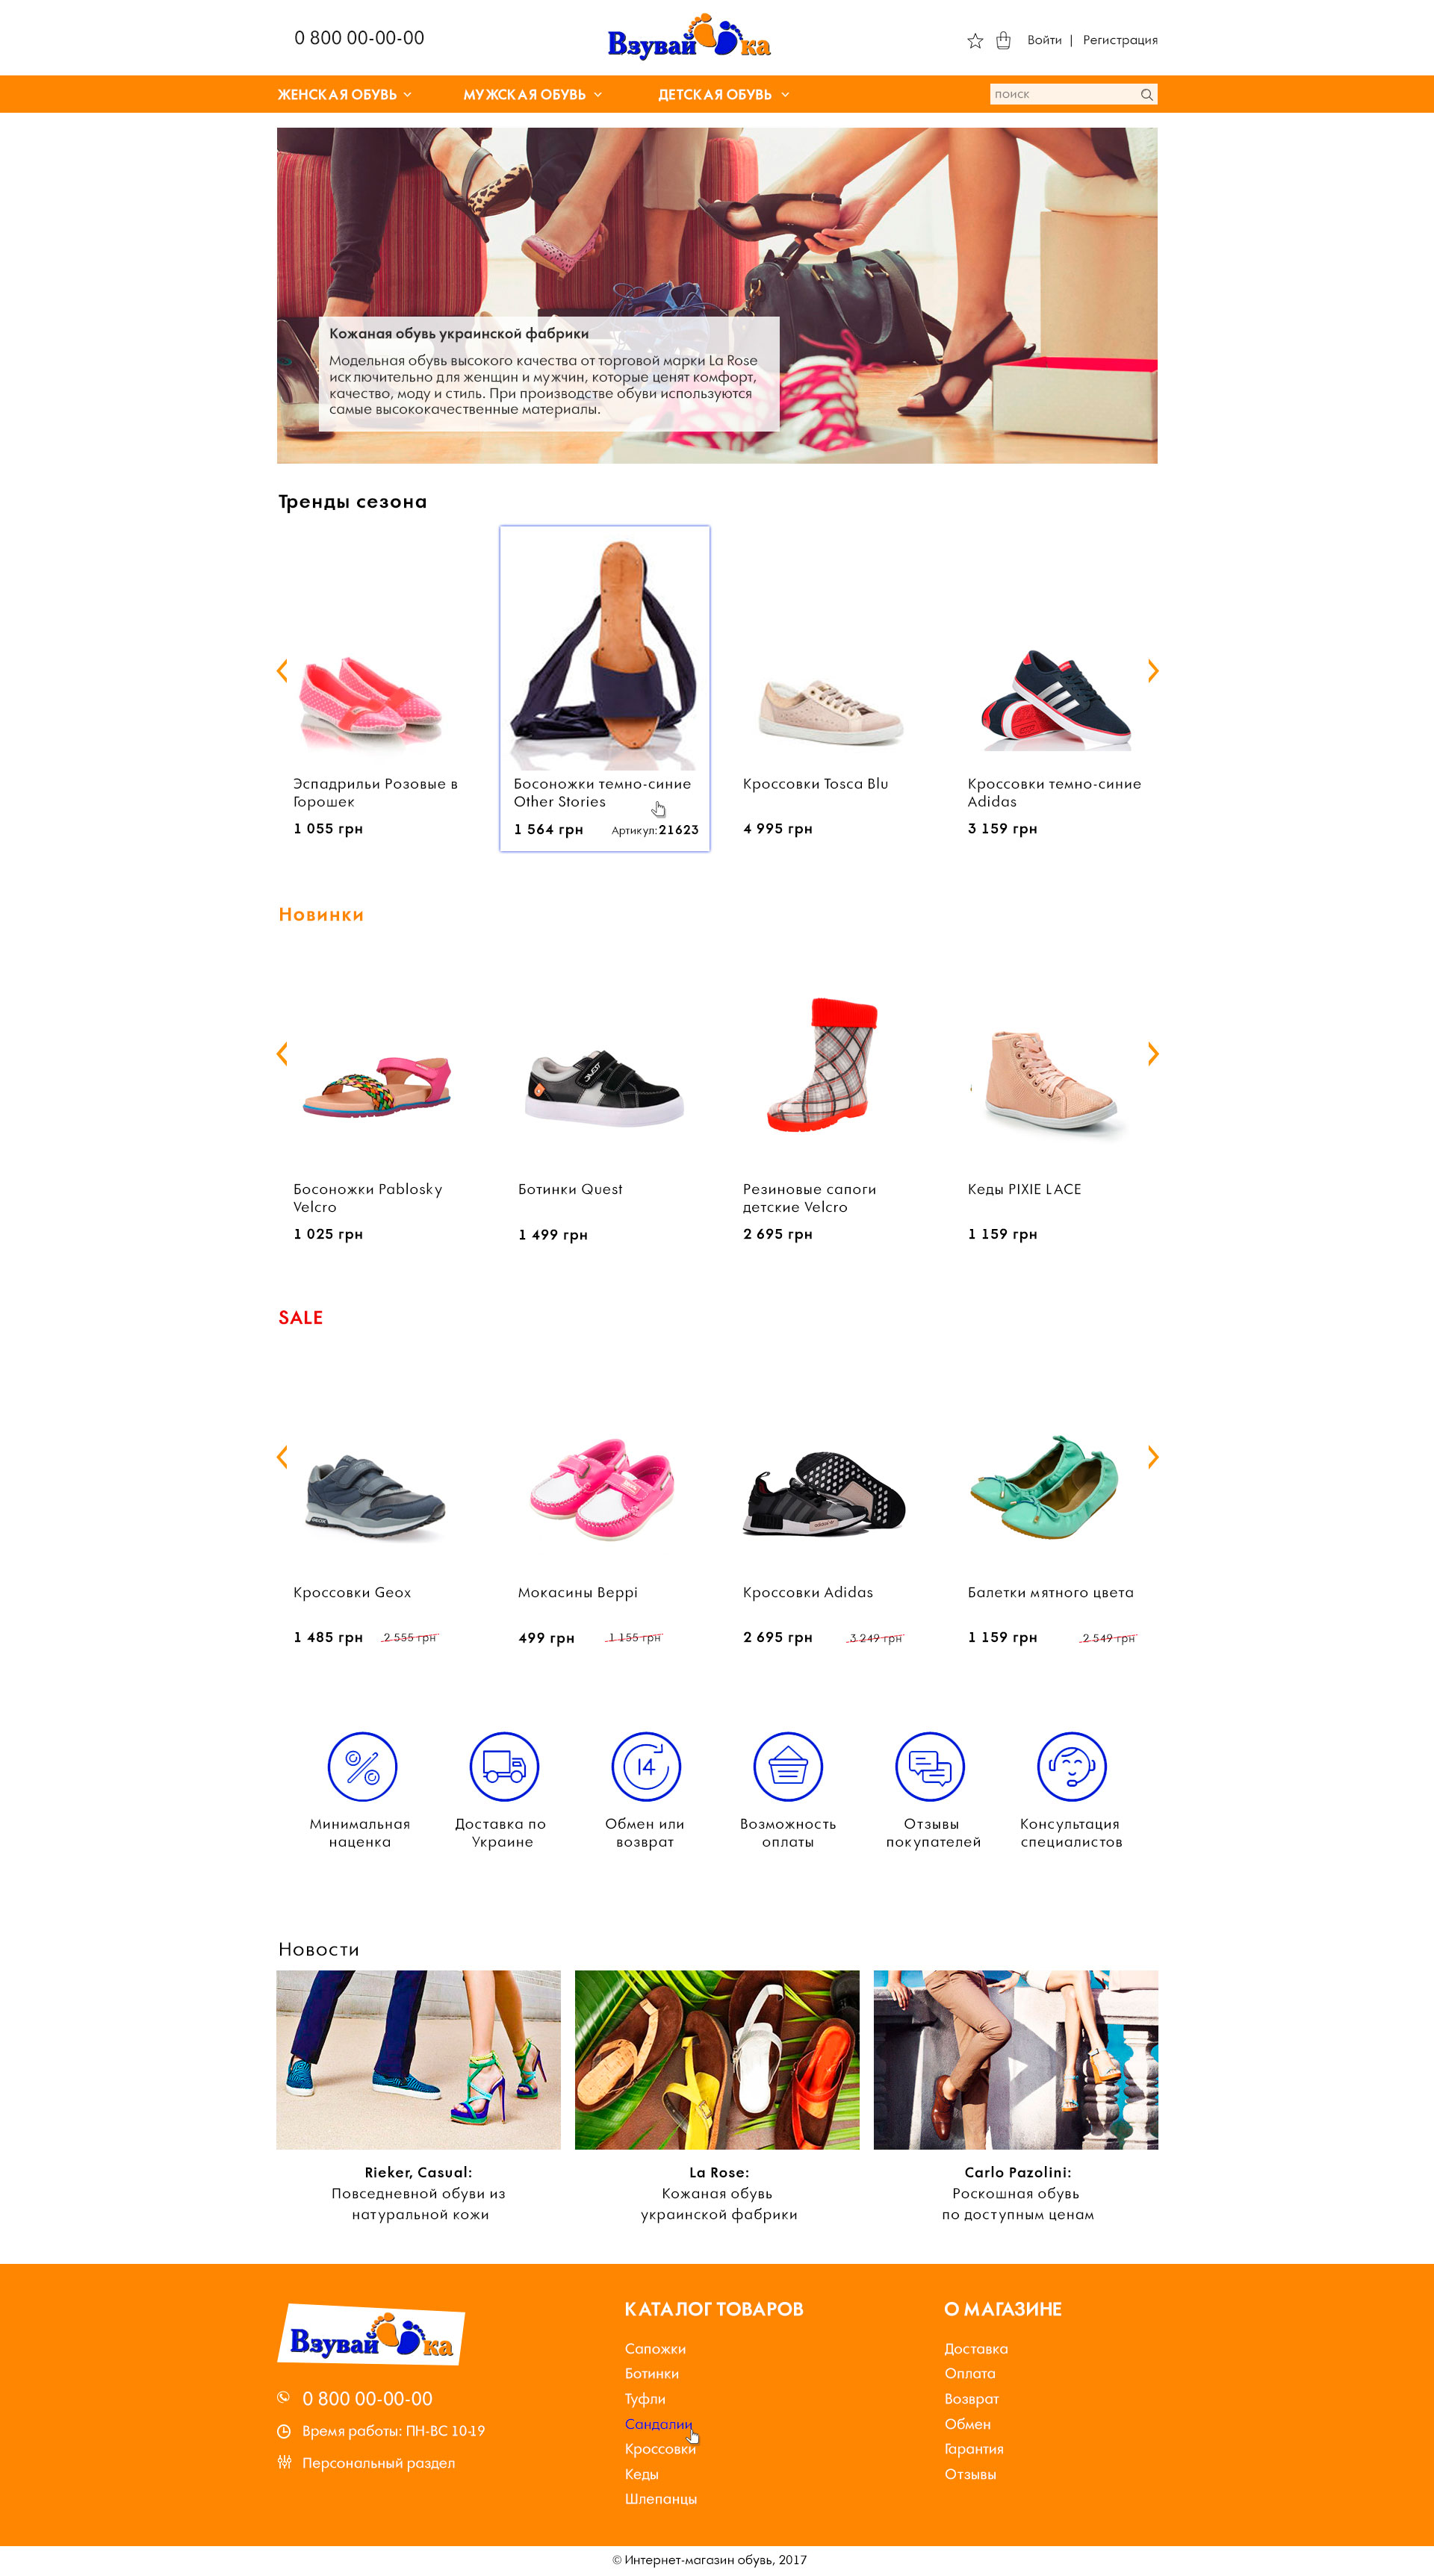 0 800 00-00-00
Взувайка
Войти | Регистрация
ЖЕНСКАЯ ОБУВЬ
МУЖСКАЯ ОБУВЬ
ДЕТСКАЯ ОБУВЬ
поиск
Кожаная обувь украинской фабрики
Модельная обувь высокого качества от торговой марки La Rose
исключительно для женщин и мужчин, которые ценят комфорт,
качество, моду и стиль. При производстве обуви используются
самые высококачественные материалы.
Тренды сезона
Эспадрильи Розовые в
Горошек
1 055 грн
Босоножки темно-синие
Other Stories
1 564 грн Артикул:21623
Кроссовки Tosca Blu
4 995 грн
Кроссовки темно-синие
Adidas
3 159 грн
Новинки
Босоножки Pablosky
Velcro
1 025 грн
Ботинки Quest
1 499 грн
Резиновые сапоги
детские Velcro
2 695 грн
Кеды PIXIE LACE
1 159 грн
SALE
Кроссовки Geox
1 485 грн 2 555 грн
Мокасины Beppi
499 грн 1 155 грн
Кроссовки Adidas
2 695 грн 3 249 грн
Балетки мятного цвета
1 159 грн 2 549 грн
14
Минимальная
наценка
Доставка по
Украине
Обмен или
возврат
Возможность
оплаты
Отзывы
покупателей
Консультация
специалистов
Новости
Rieker, Casual:
Повседневной обуви из
натуральной кожи
La Rose:
Кожаная обувь
украинской фабрики
Carlo Pazolini:
Роскошная обувь
по доступным ценам
Взувайка
0 800 00-00-00
Время работы: ПН-ВС 10-19
Персональный раздел
КАТАЛОГ ТОВАРОВ
Сапожки
Ботинки
Туфли
Сандалии
Кроссовки
Кеды
Шлепанцы
О МАГАЗИНЕ
Доставка
Оплата
Возврат
Обмен
Гарантия
Отзывы
© Интернет-магазин обувь, 2017